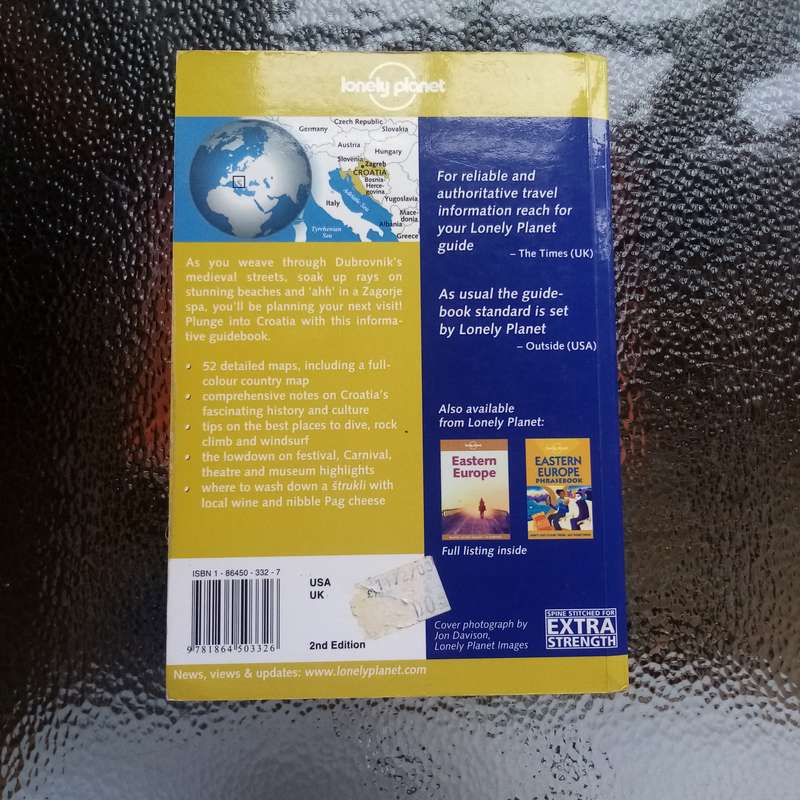 lonely planet
Czech Republic
Germany
Slovakia
Austria
Hungary
Slovenia
Zagreb
CROATIA
Bosnia-
Herce-
govina
Adriatic Sea
Yugoslavia
Italy
Mace-
donia
Albania
Tyrrhenian
Sea
Greece
As you weave through Dubrovnik's
medieval streets, soak up rays on
stunning beaches and 'ahh' in a Zagorje
spa, you'll be planning your next visit!
Plunge into Croatia with this informa-
tive guidebook.
• 52 detailed maps, including a full-
colour country map
• comprehensive notes on Croatia's
fascinating history and culture
• tips on the best places to dive, rock
climb and windsurf
• the lowdown on festival, Carnival,
theatre and museum highlights
• where to wash down a štrukli with
local wine and nibble Pag cheese
For reliable and
authoritative travel
information reach for
your Lonely Planet
guide
– The Times (UK)
As usual the guide-
book standard is set
by Lonely Planet
– Outside (USA)
Also available
from Lonely Planet:
Eastern
Europe
EASTERN
EUROPE
PHRASEBOOK
Full listing inside
ISBN 1 - 86450 - 332 - 7
9 781864 503326
USA
UK
2nd Edition
Cover photograph by
Jon Davison,
Lonely Planet Images
SPINE STITCHED FOR
EXTRA
STRENGTH
News, views & updates: www.lonelyplanet.com